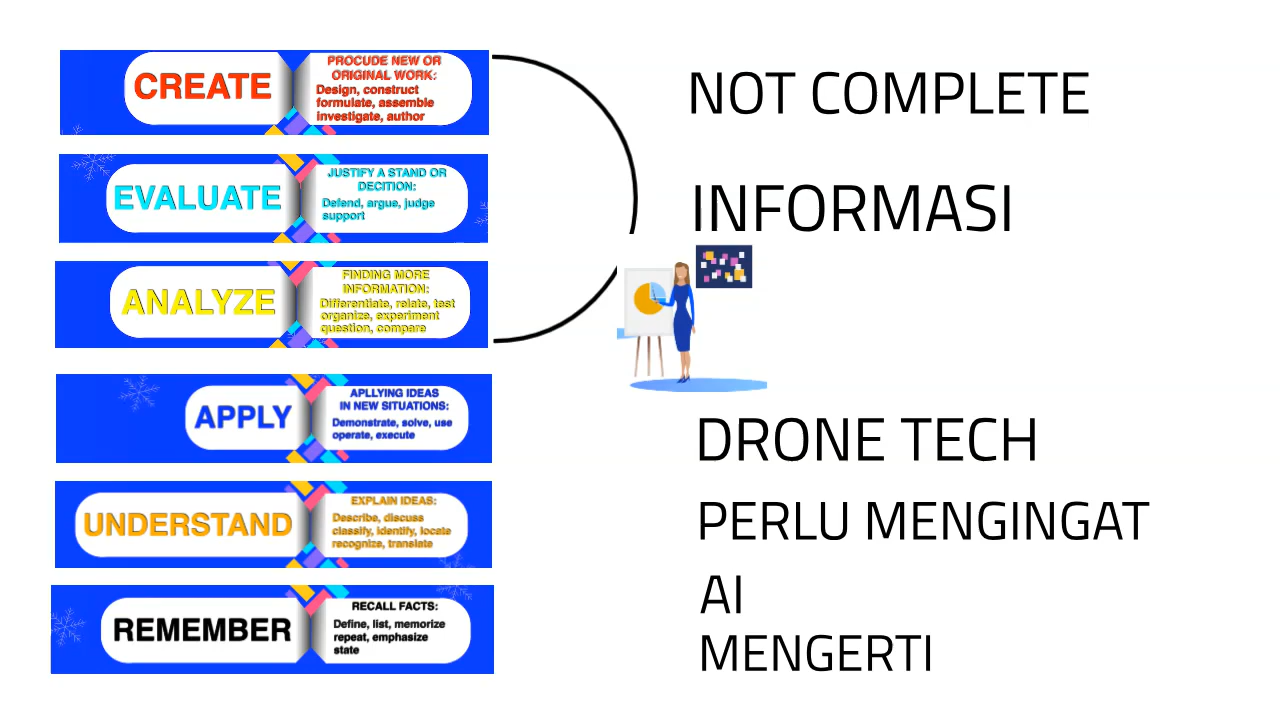 CREATE
PROCUDE NEW OR
ORIGINAL WORK:
Design, construct
formulate, assemble
investigate, author
NOT COMPLETE
EVALUATE
JUSTIFY A STAND OR
DECITION:
Defend, argue, judge
support
INFORMASI
ANALYZE
FINDING MORE
INFORMATION:
Differentiate, relate, test
organize, experiment
question, compare
APPLY
APLLYING IDEAS
IN NEW SITUATIONS:
Demonstrate, solve, use
operate, execute
DRONE TECH
UNDERSTAND
EXPLAIN IDEAS:
Describe, discuss
classify, identify, locate
recognize, translate
PERLU MENGINGAT
REMEMBER
RECALL FACTS:
Define, list, memorize
repeat, emphasize
state
AI
MENGERTI